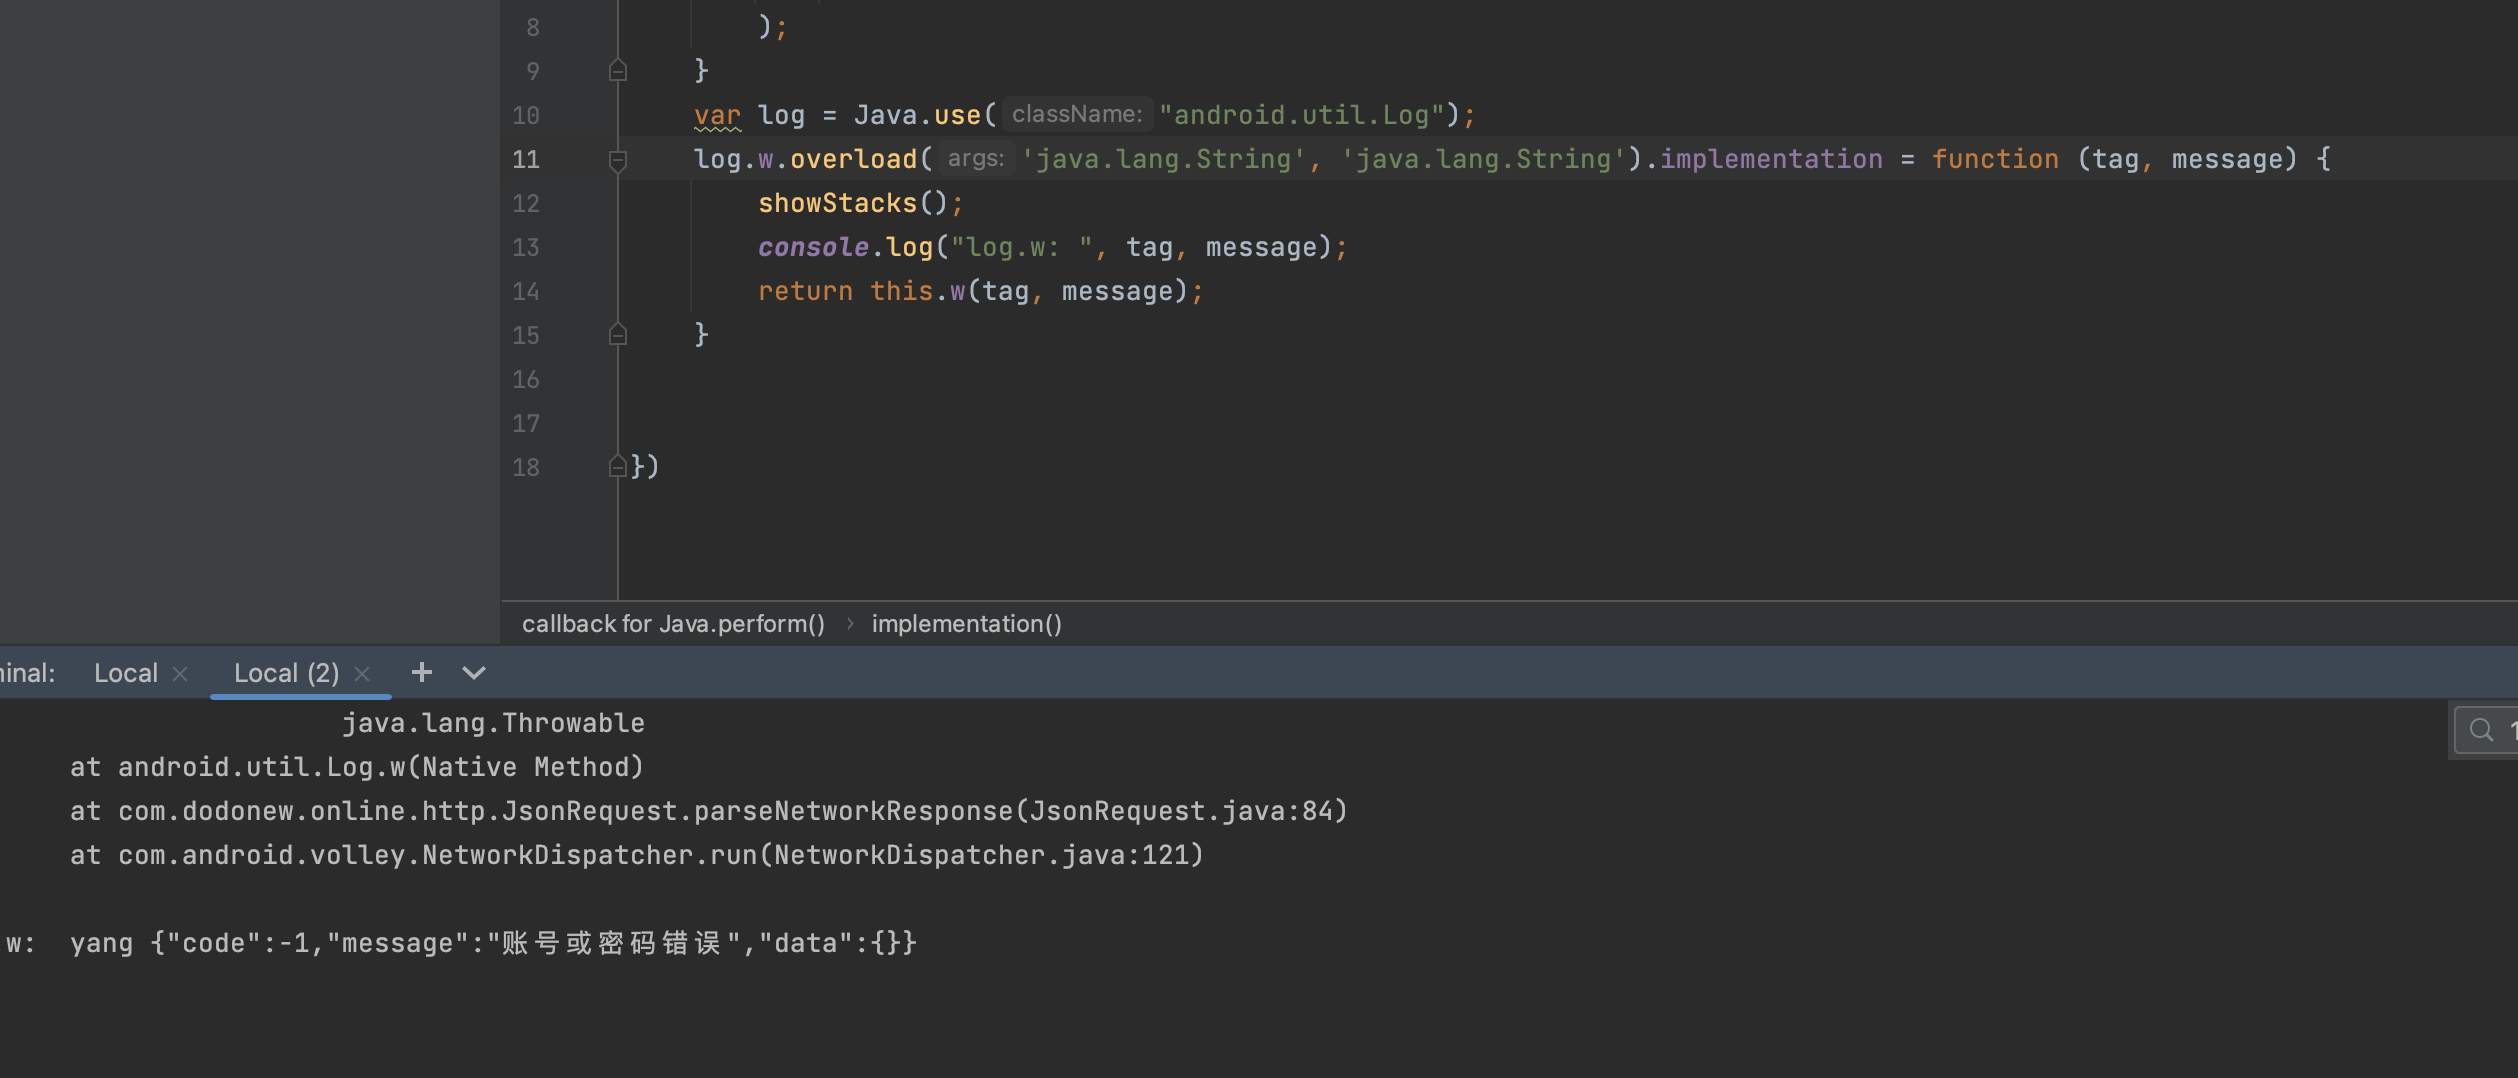 8 );
9 }
10 var log = Java.use( className: "android.util.Log");
11 log.w.overload( args: 'java.lang.String', 'java.lang.String').implementation = function (tag, message) {
12 showStacks();
13 console.log("log.w: ", tag, message);
14 return this.w(tag, message);
15 }
16
17
18 })
callback for Java.perform() › implementation()
inal: Local × Local (2) × +
java.lang.Throwable
at android.util.Log.w(Native Method)
at com.dodonew.online.http.JsonRequest.parseNetworkResponse(JsonRequest.java:84)
at com.android.volley.NetworkDispatcher.run(NetworkDispatcher.java:121)
w: yang {"code":-1,"message":"账号或密码错误","data":{}}